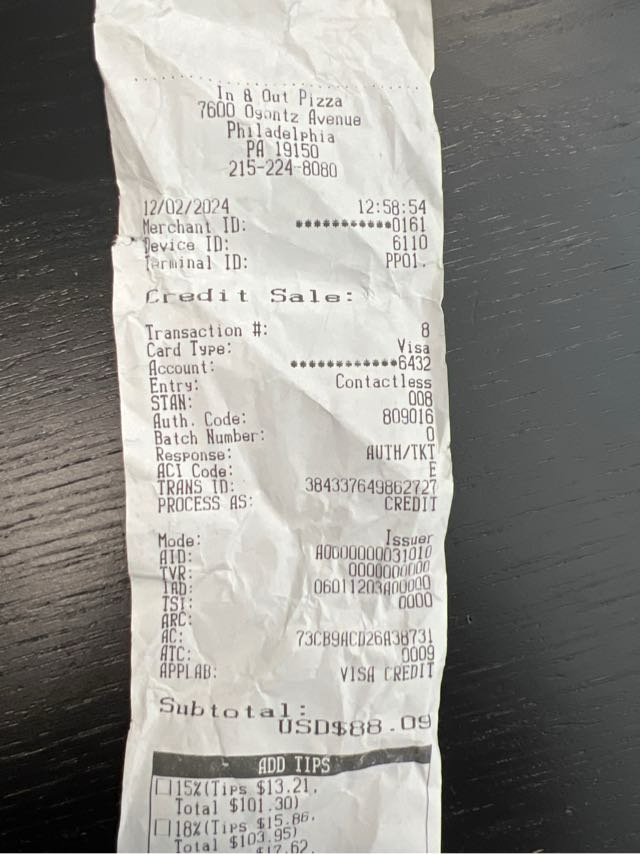 In & Out Pizza
7600 Ogontz Avenue
Philadelphia
PA 19150
215-224-8080
12/02/2024 12:58:54
Merchant ID: ***********0161
Device ID: 6110
Terminal ID: PP01.
Credit Sale:
Transaction #: 8
Card Type: Visa
Account: ************6432
Entry: Contactless
STAN: 008
Auth. Code: 809016
Batch Number: 0
Response: AUTH/TKT
ACI Code: E
TRANS ID: 384337649862727
PROCESS AS: CREDIT
Mode: Issuer
AID: A0000000031010
TVR: 0000000000
IAD: 06011203A00000
TSI: 0000
ARC:
AC: 73CB9ACD26A38731
ATC: 0009
APPLAB: VISA CREDIT
Subtotal:
USD$88.09
ADD TIPS
15%(Tips $13.21,
Total $101.30)
18%(Tips $15.86,
Total $103.95)
$17.62,